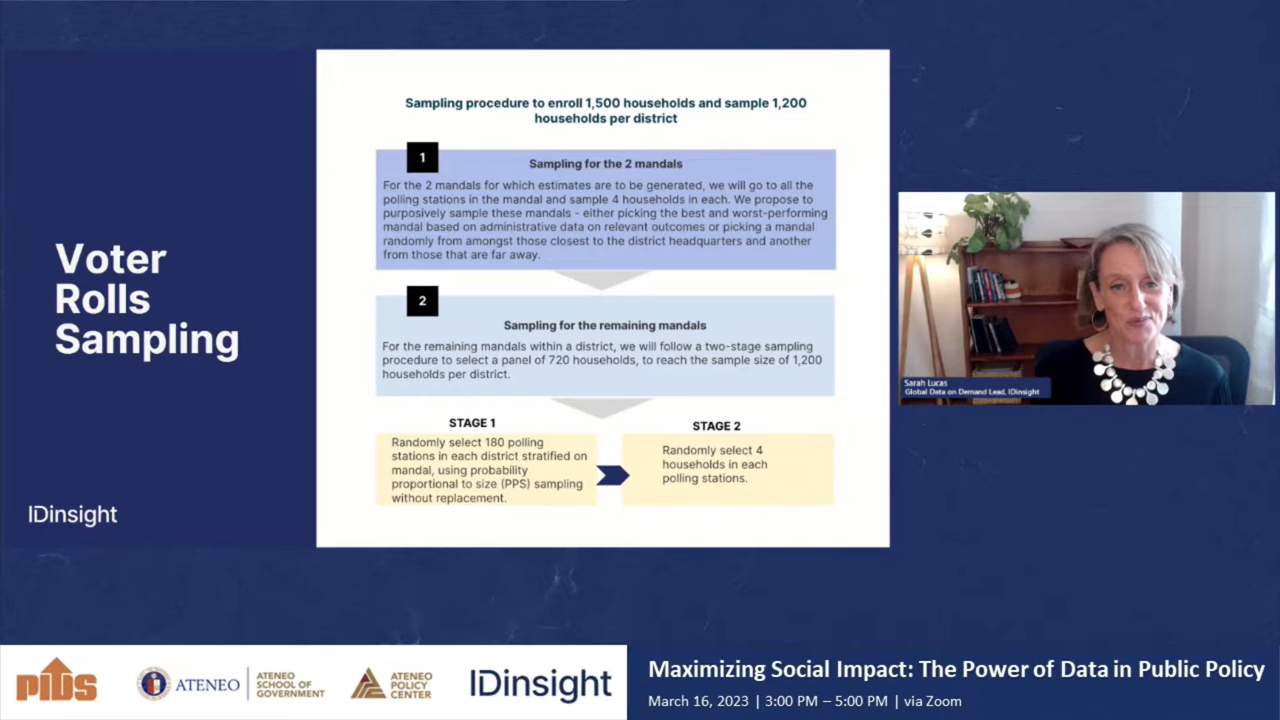 Voter
Rolls
Sampling
IDinsight
Sampling procedure to enroll 1,500 households and sample 1,200
households per district
1
Sampling for the 2 mandals
For the 2 mandals for which estimates are to be generated, we will go to all the
polling stations in the mandal and sample 4 households in each. We propose to
purposively sample these mandals - either picking the best and worst-performing
mandal based on administrative data on relevant outcomes or picking a mandal
randomly from amongst those closest to the district headquarters and another
from those that are far away.
2
Sampling for the remaining mandals
For the remaining mandals within a district, we will follow a two-stage sampling
procedure to select a panel of 720 households, to reach the sample size of 1,200
households per district.
STAGE 1
Randomly select 180 polling
stations in each district stratified on
mandal, using probability
proportional to size (PPS) sampling
without replacement.
STAGE 2
Randomly select 4
households in each
polling stations.
Sarah Lucas
Global Data on Demand Lead, IDinsight
PIDS
ATENEO
ATENEO
SCHOOL OF
GOVERNMENT
ATENEO
POLICY
CENTER
IDinsight
Maximizing Social Impact: The Power of Data in Public Policy
March 16, 2023 | 3:00 PM – 5:00 PM | via Zoom